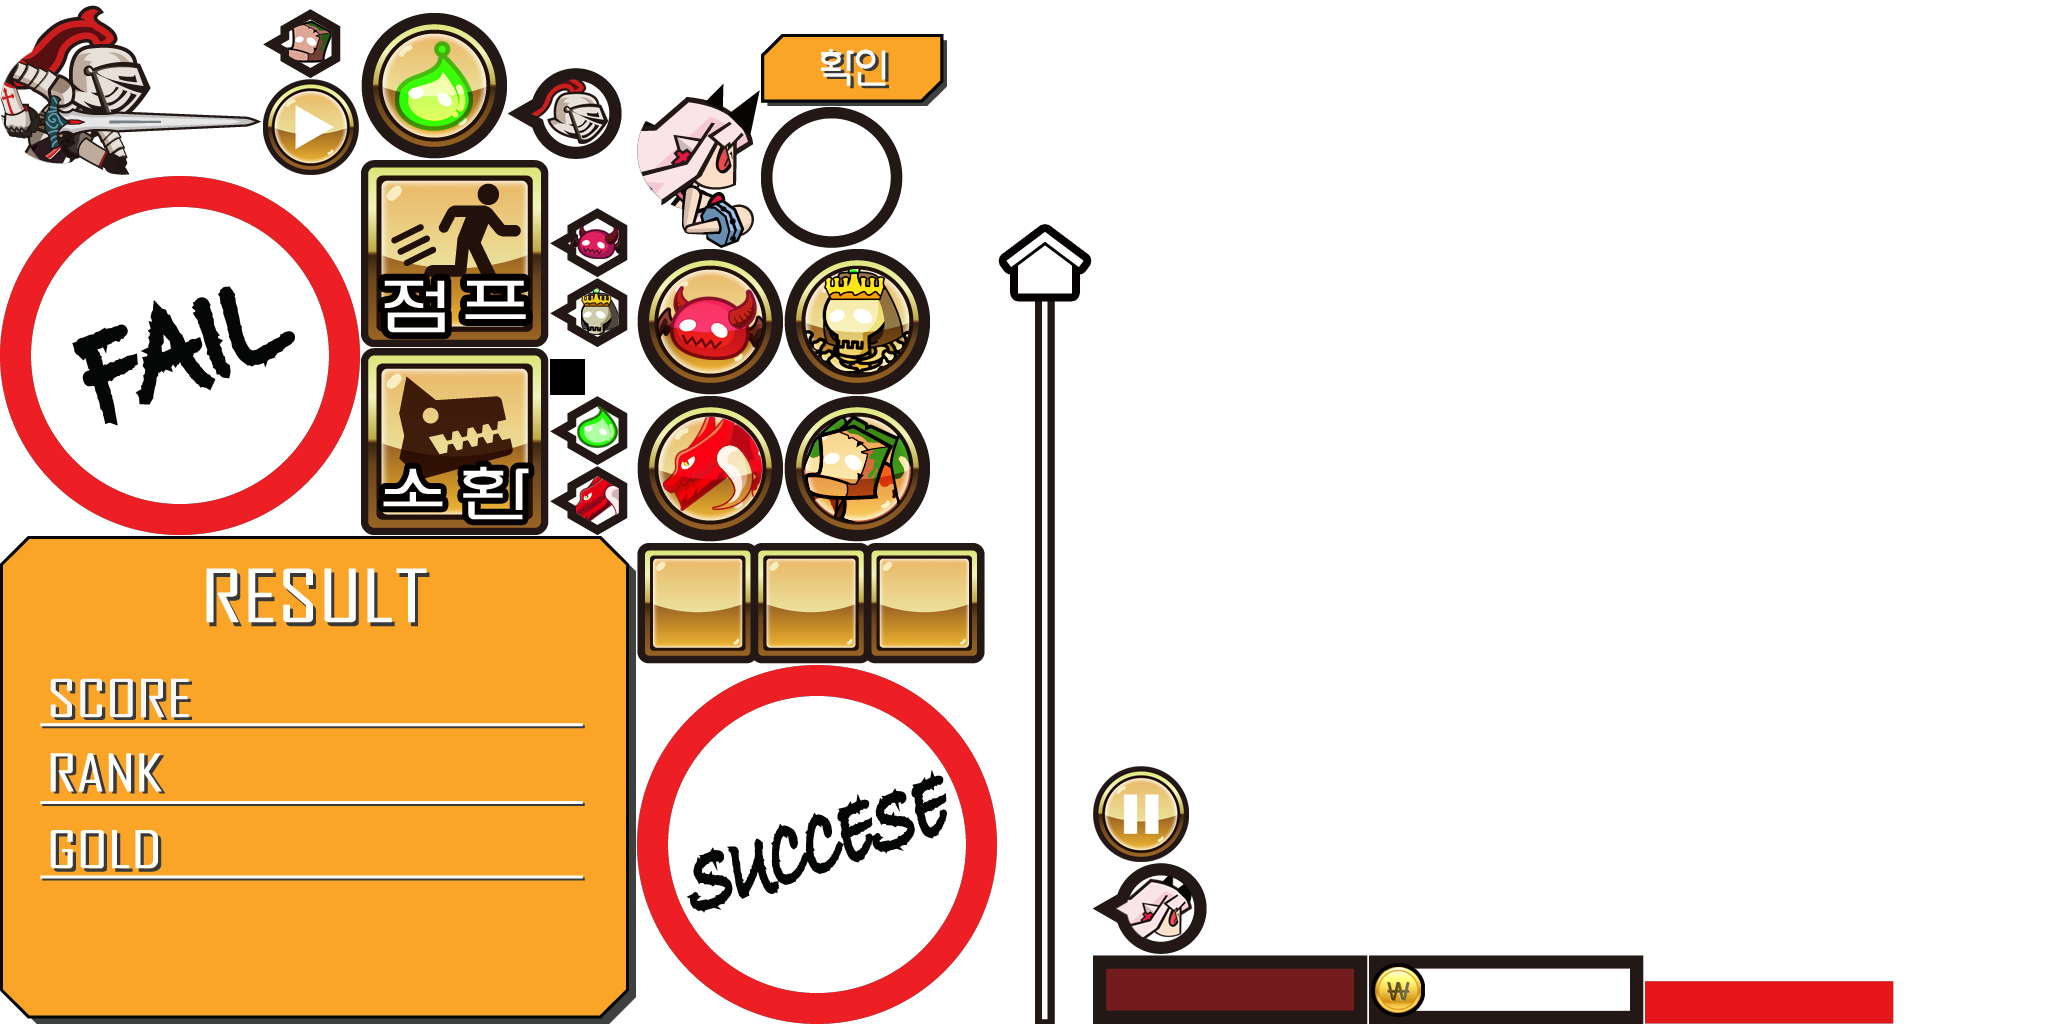 확인
FAIL
점프
소환
RESULT
SCORE
RANK
GOLD
SUCCESE
₩